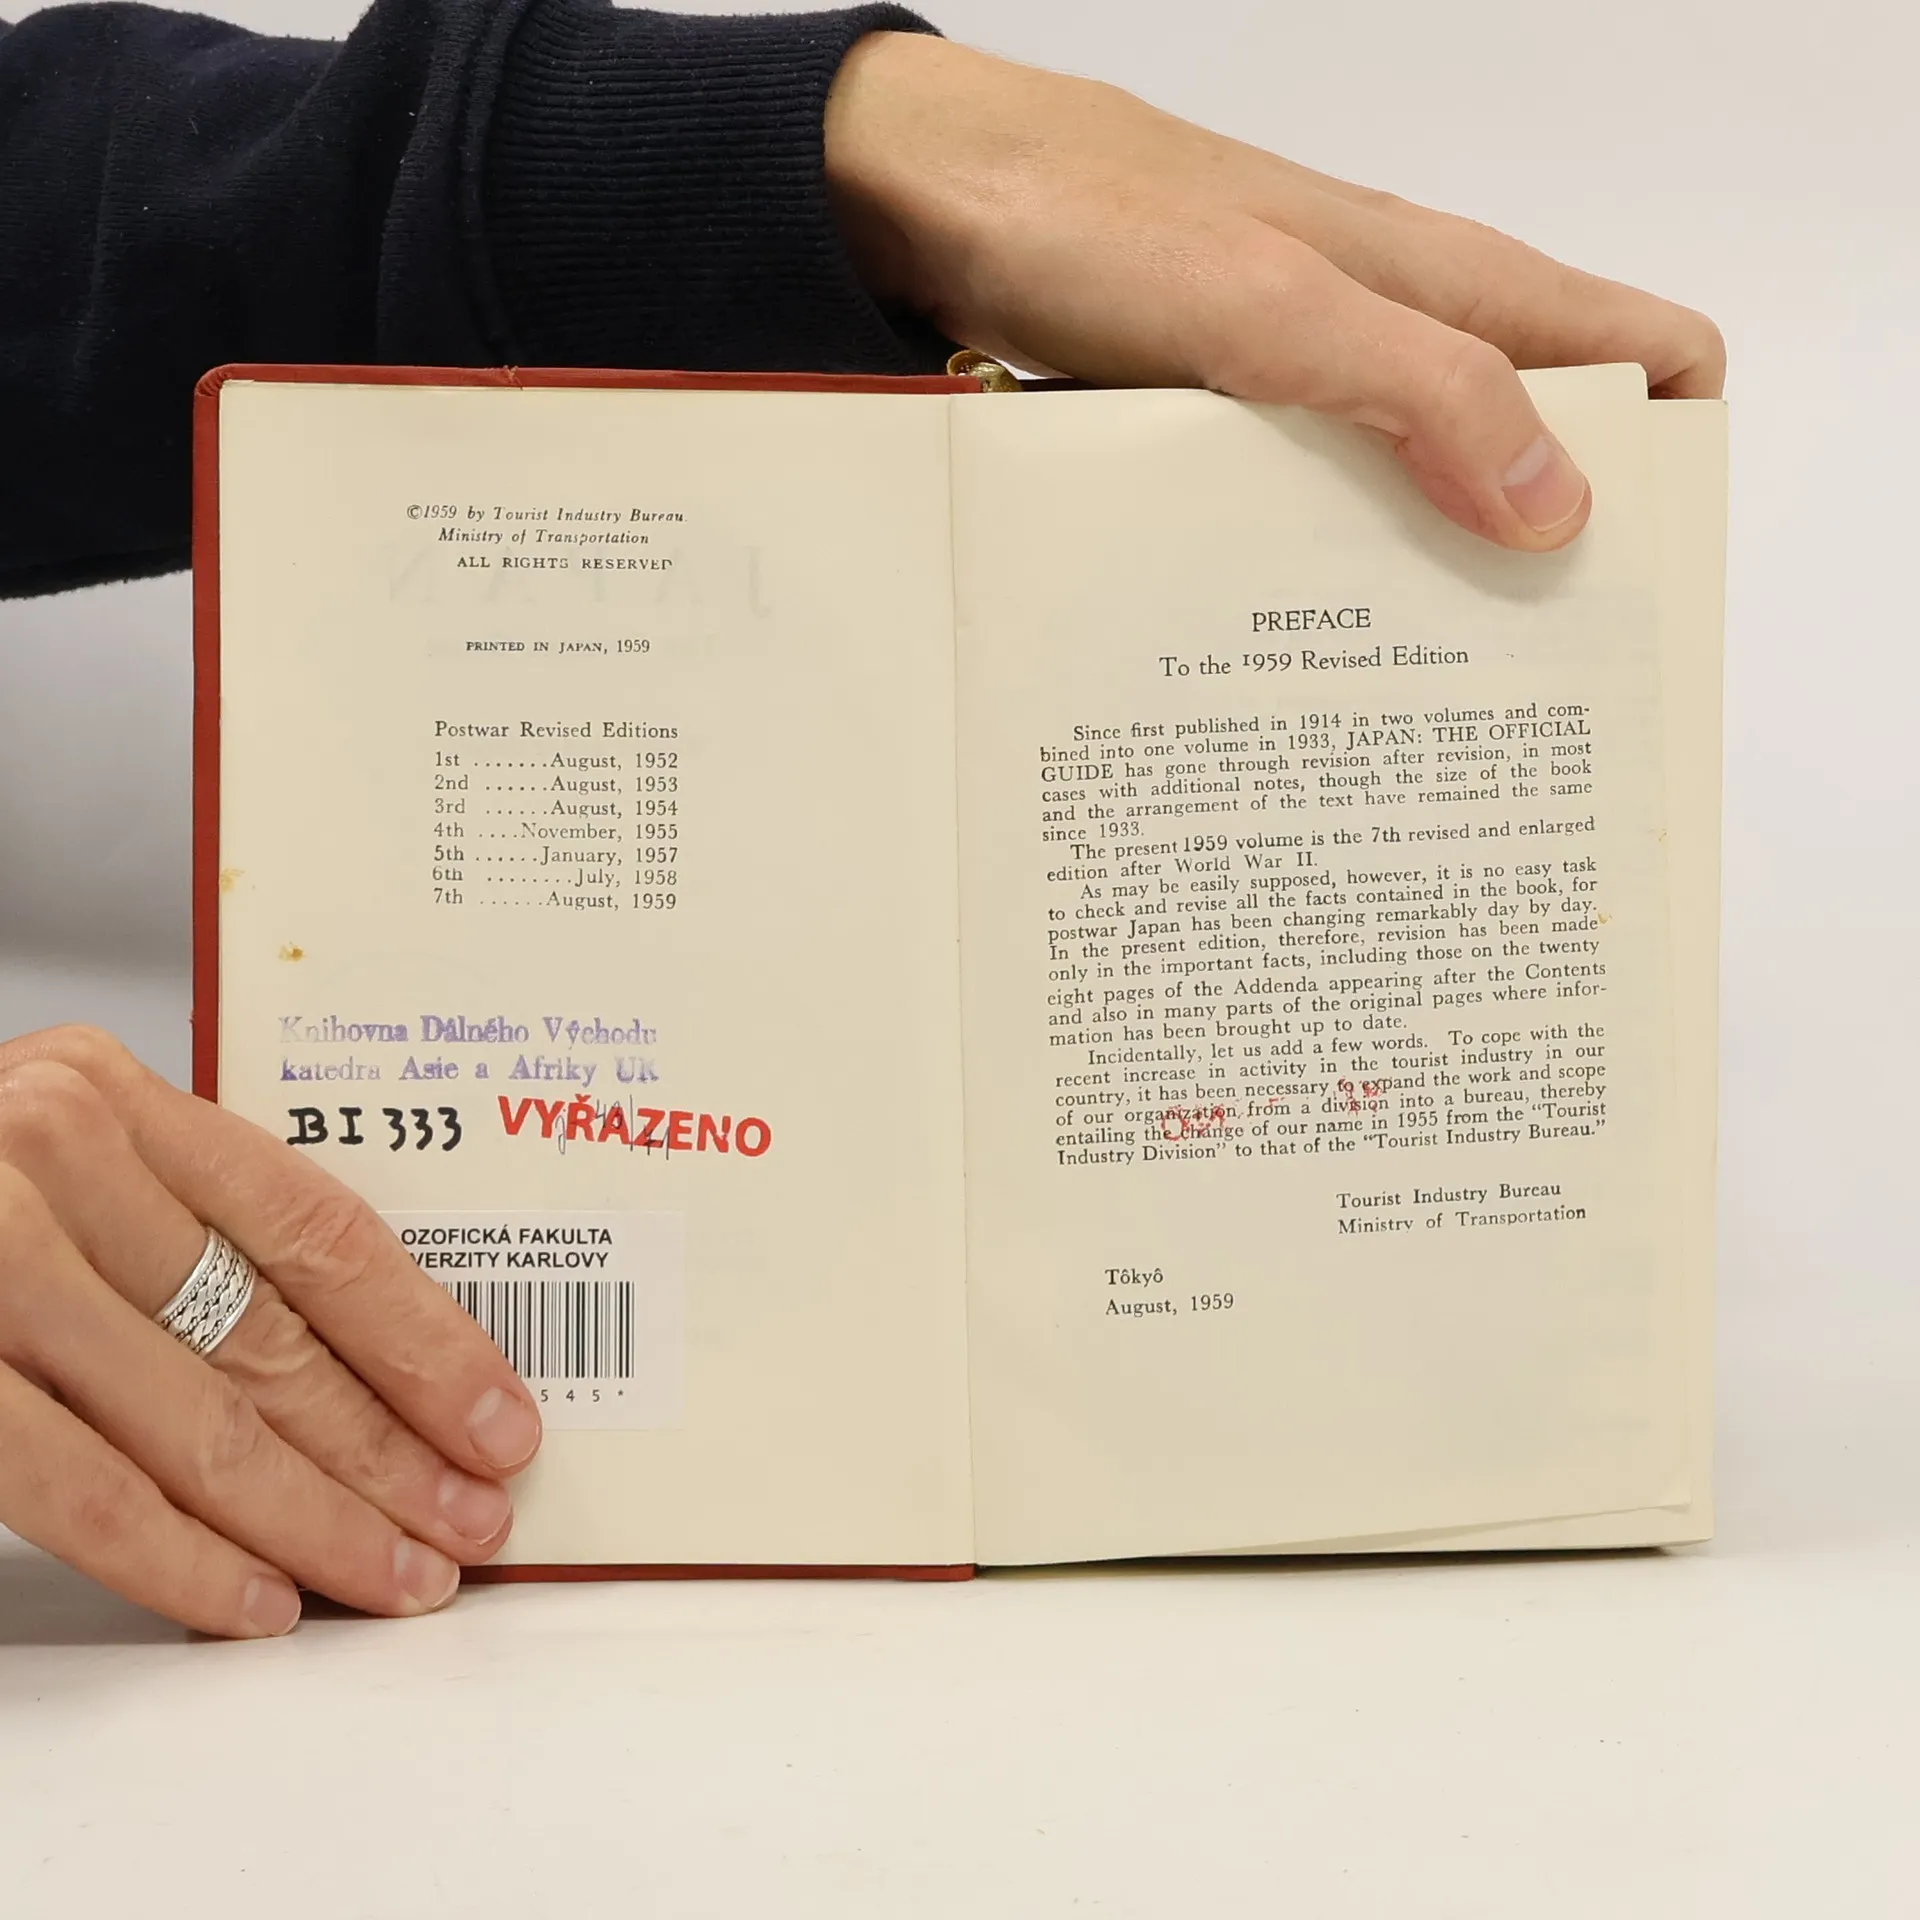 ©1959 by Tourist Industry Bureau.
Ministry of Transportation
ALL RIGHTS RESERVED
PRINTED IN JAPAN, 1959
Postwar Revised Editions
1st .......August, 1952
2nd ......August, 1953
3rd ......August, 1954
4th ....November, 1955
5th ......January, 1957
6th ........July, 1958
7th ......August, 1959
Knihovna Dálného Východu
katedra Asie a Afriky UK
BI 333 VYŘAZENO
OZOFICKÁ FAKULTA
VERZITY KARLOVY
5 4 5 *
PREFACE
To the 1959 Revised Edition
Since first published in 1914 in two volumes and com-
bined into one volume in 1933, JAPAN: THE OFFICIAL
GUIDE has gone through revision after revision, in most
cases with additional notes, though the size of the book
and the arrangement of the text have remained the same
since 1933.
The present 1959 volume is the 7th revised and enlarged
edition after World War II.
As may be easily supposed, however, it is no easy task
to check and revise all the facts contained in the book, for
postwar Japan has been changing remarkably day by day.
In the present edition, therefore, revision has been made
only in the important facts, including those on the twenty
eight pages of the Addenda appearing after the Contents
and also in many parts of the original pages where infor-
mation has been brought up to date.
Incidentally, let us add a few words. To cope with the
recent increase in activity in the tourist industry in our
country, it has been necessary to expand the work and scope
of our organization from a division into a bureau, thereby
entailing the change of our name in 1955 from the “Tourist
Industry Division” to that of the “Tourist Industry Bureau.”
Tourist Industry Bureau
Ministry of Transportation
Tôkyô
August, 1959